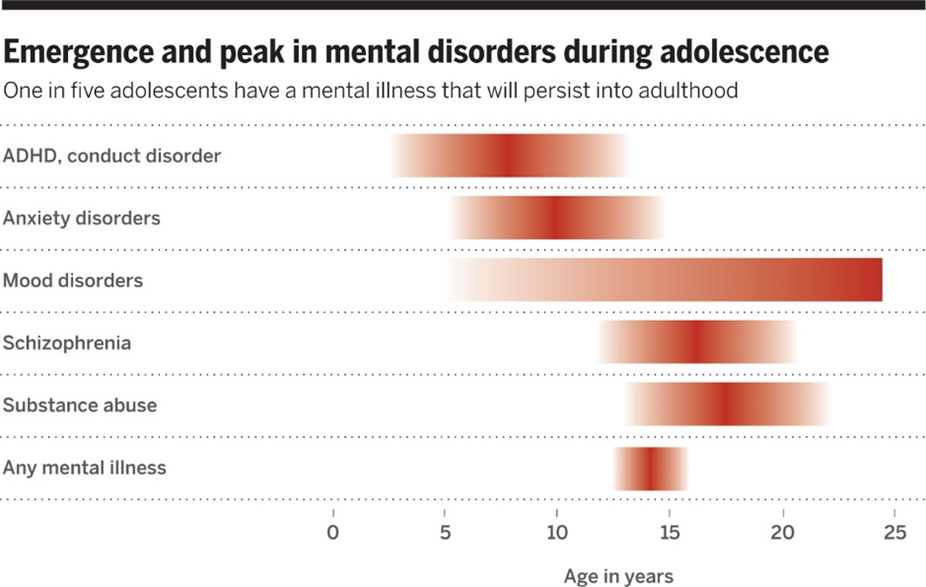 Emergence and peak in mental disorders during adolescence
One in five adolescents have a mental illness that will persist into adulthood
ADHD, conduct disorder
Anxiety disorders
Mood disorders
Schizophrenia
Substance abuse
Any mental illness
0 5 10 15 20 25
Age in years